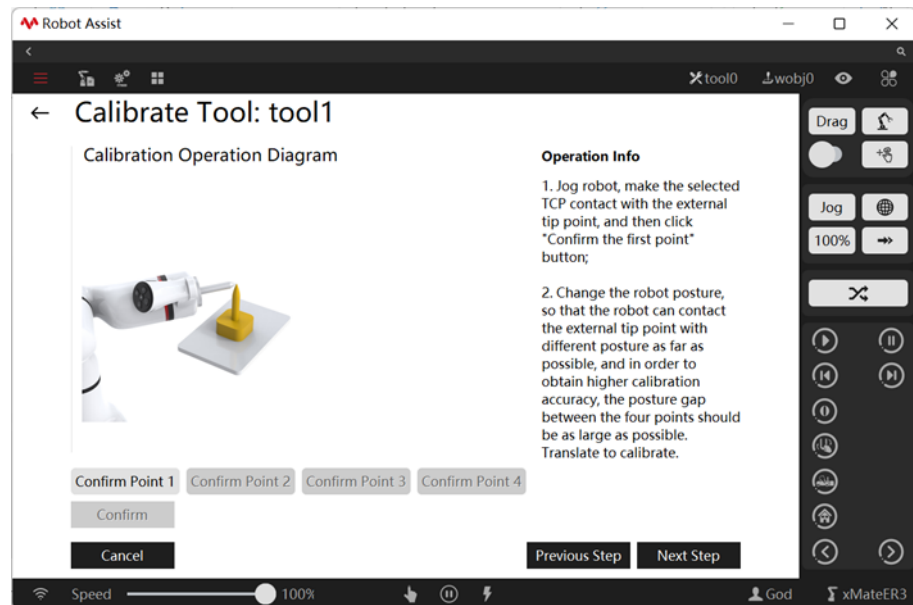 Robot Assist
tool0 wobj0
Calibrate Tool: tool1
Calibration Operation Diagram
Operation Info
1. Jog robot, make the selected
TCP contact with the external
tip point, and then click
"Confirm the first point"
button;
2. Change the robot posture,
so that the robot can contact
the external tip point with
different posture as far as
possible, and in order to
obtain higher calibration
accuracy, the posture gap
between the four points should
be as large as possible.
Translate to calibrate.
Confirm Point 1 Confirm Point 2 Confirm Point 3 Confirm Point 4
Confirm
Cancel Previous Step Next Step
Drag
Jog
100%
Speed 100% God xMateER3